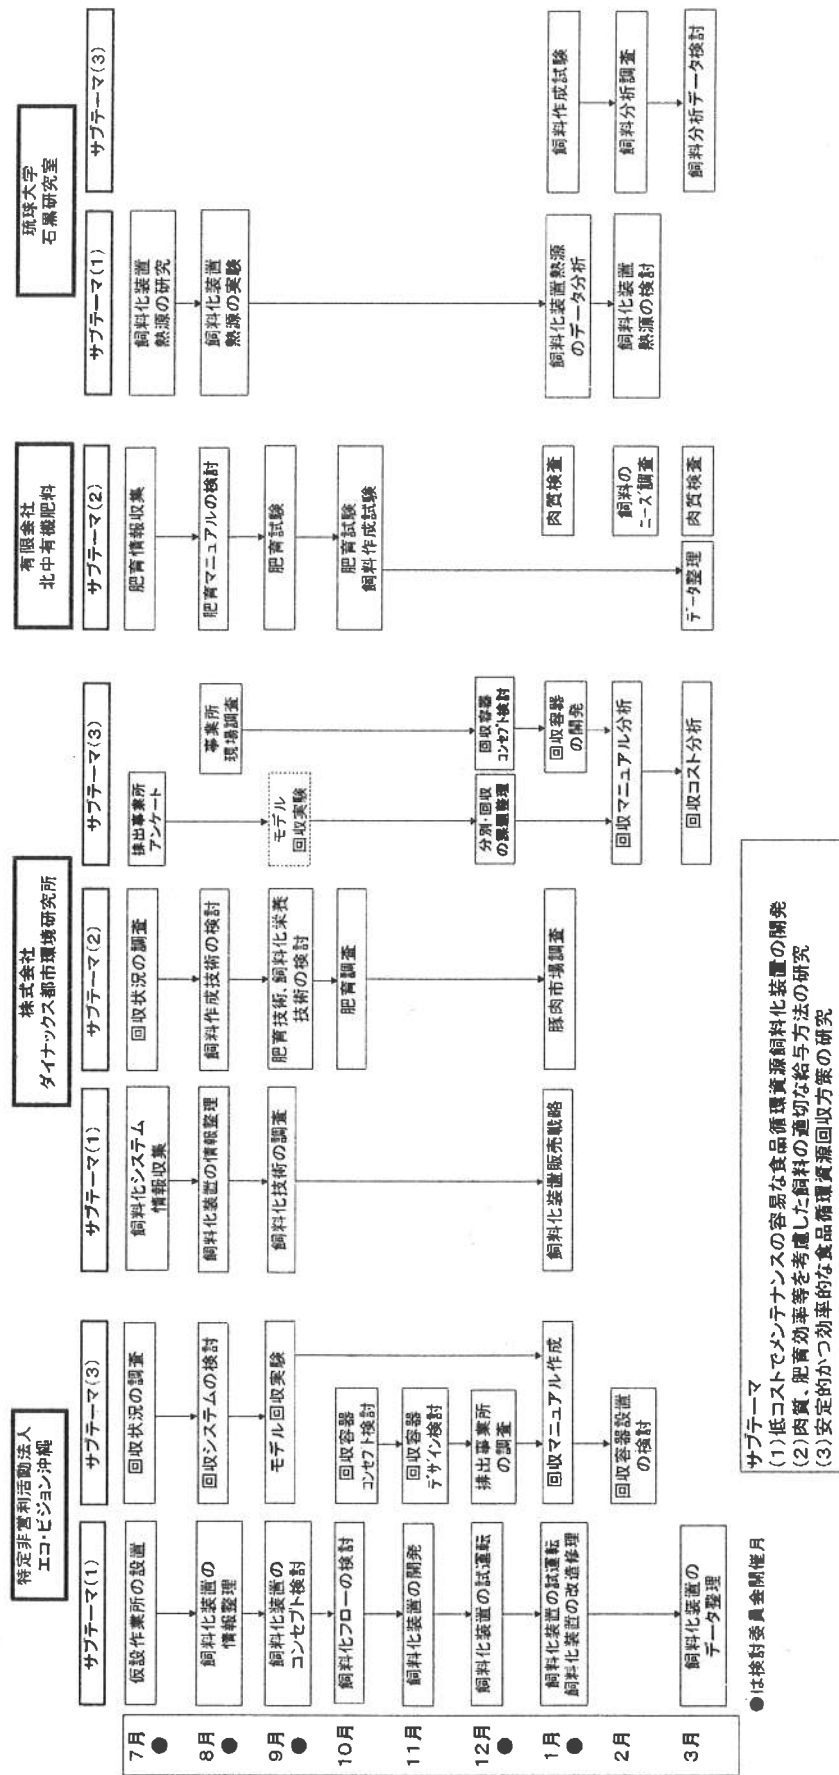 特定非営利活動法人
エコ・ビジョン沖縄
株式会社
ダイナックス都市環境研究所
有限会社
北中有機肥料
琉球大学
石黒研究室
サブテーマ(1)
サブテーマ(3)
サブテーマ(1)
サブテーマ(2)
サブテーマ(3)
サブテーマ(2)
サブテーマ(1)
サブテーマ(3)
7月
●
仮設作業所の設置
回収状況の調査
飼料化システム
情報収集
回収状況の調査
排出事業所
アンケート
肥育情報収集
飼料化装置
熱源の研究
8月
●
飼料化装置の
情報整理
回収システムの検討
飼料化装置の情報整理
飼料作成技術の検討
事業所
現場調査
肥育マニュアルの検討
飼料化装置
熱源の実験
9月
●
飼料化装置の
コンセプト検討
モデル回収実験
飼料化技術の調査
肥育技術、飼料化栄養
技術の検討
モデル
回収実験
肥育試験
10月
飼料化フローの検討
回収容器
コンセプト検討
肥育調査
肥育試験
飼料作成試験
11月
飼料化装置の開発
回収容器
デザイン検討
12月
●
飼料化装置の試運転
排出事業所
の調査
分別・回収
の課題整理
回収容器
コンセプト検討
1月
●
飼料化装置の試運転
飼料化装置の改造修理
回収マニュアル作成
飼料化装置販売戦略
豚肉市場調査
回収容器
の開発
肉質検査
飼料化装置熱源
のデータ分析
飼料作成試験
2月
回収容器設置
の検討
回収マニュアル分析
飼料の
ニーズ調査
飼料化装置
熱源の検討
飼料分析調査
3月
飼料化装置の
データ整理
回収コスト分析
データ整理
肉質検査
飼料分析データ検討
●は検討委員会開催月
サブテーマ
(1)低コストでメンテナンスの容易な食品循環資源飼料化装置の開発
(2)肉質、肥育効率等を考慮した飼料の適切な給与方法の研究
(3)安定的かつ効率的な食品循環資源回収方策の研究